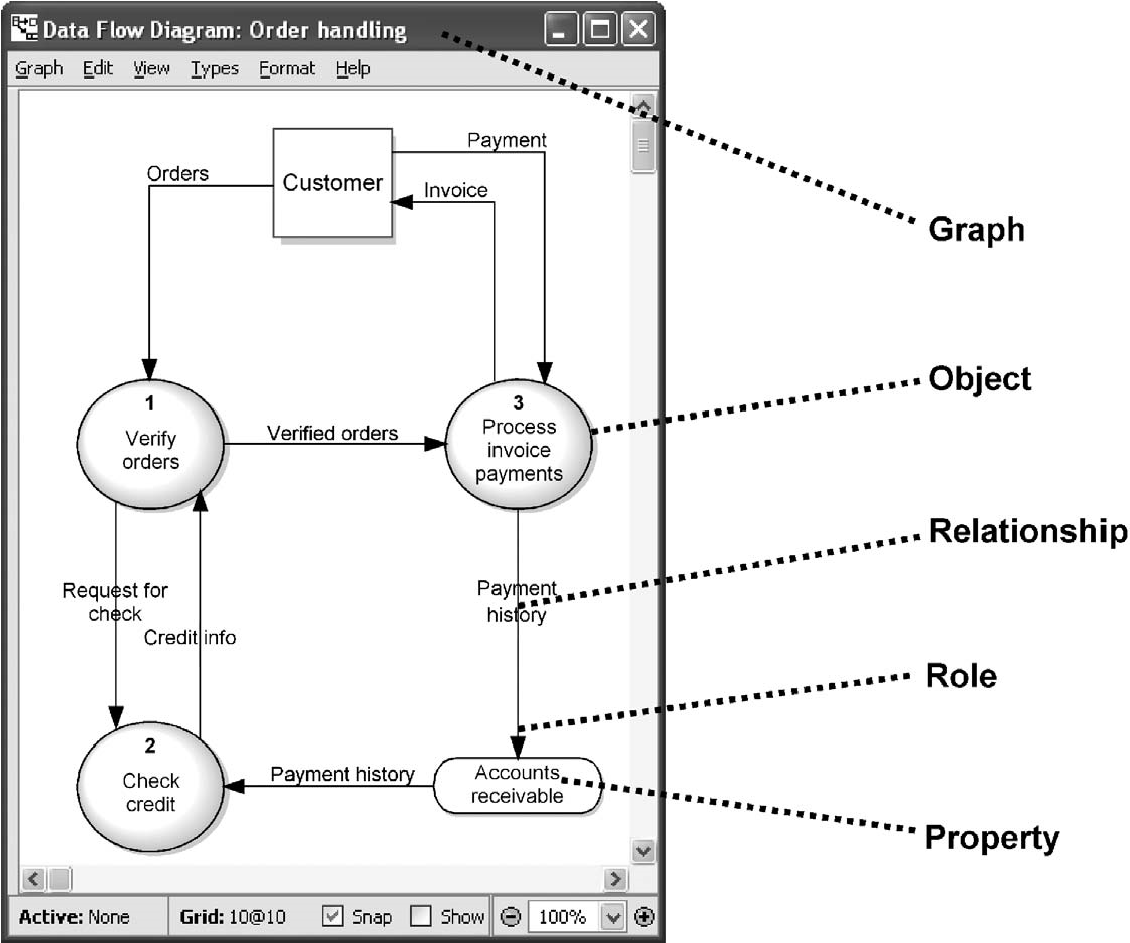 Data Flow Diagram: Order handling
Graph Edit View Types Format Help
Payment
Orders
Customer
Invoice
Graph
Object
1
Verify
orders
Verified orders
3
Process
invoice
payments
Relationship
Request for
check
Credit info
Payment
history
Role
2
Check
credit
Payment history
Accounts
receivable
Property
Active: None Grid: 10@10 Snap Show 100%